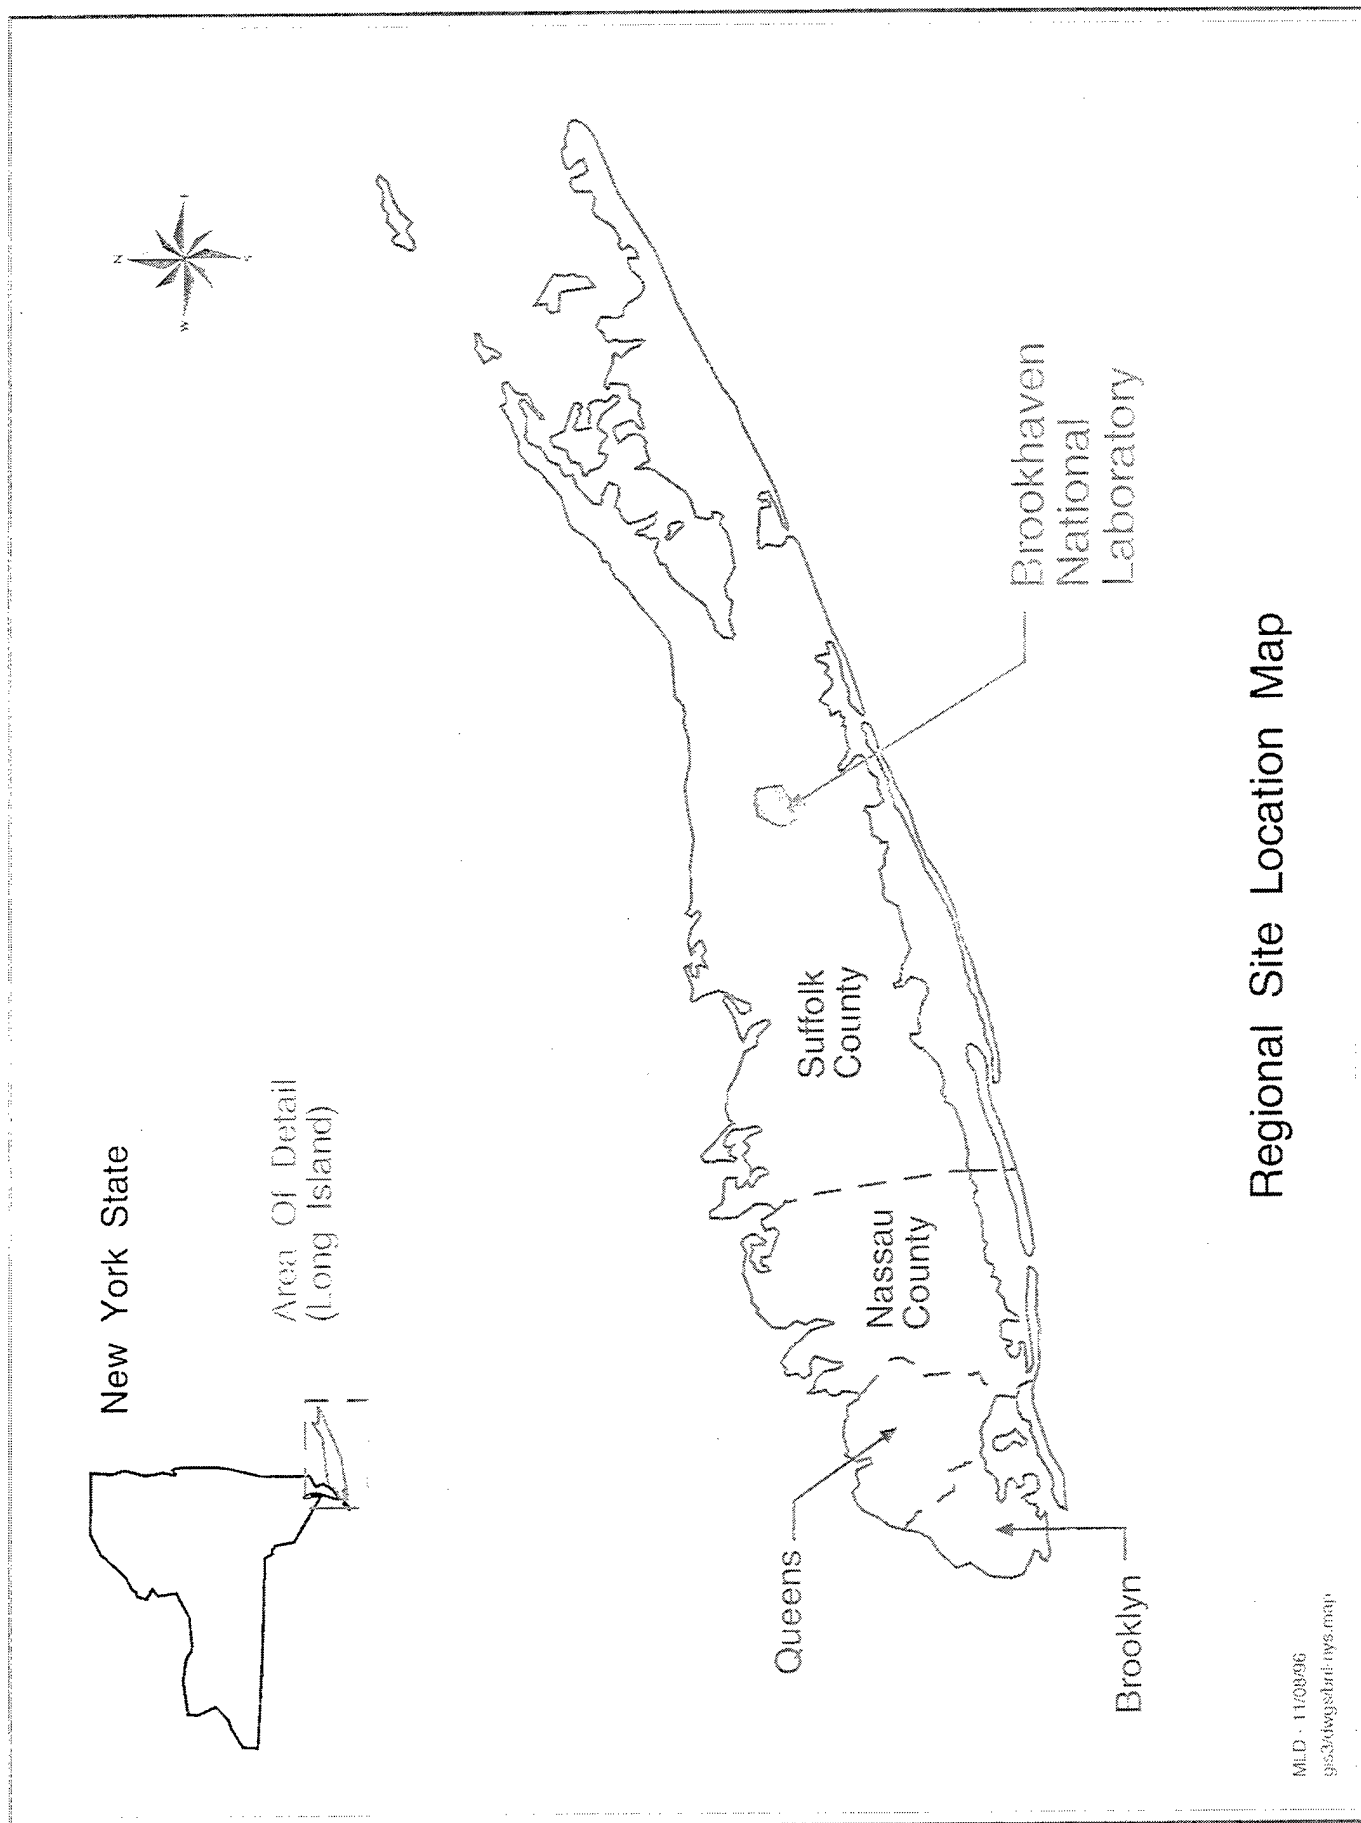 New York State
Area Of Detail
(Long Island)
N
W
Suffolk
County
Nassau
County
Queens
Brooklyn
Brookhaven
National
Laboratory
Regional Site Location Map
MLD - 11/08/96